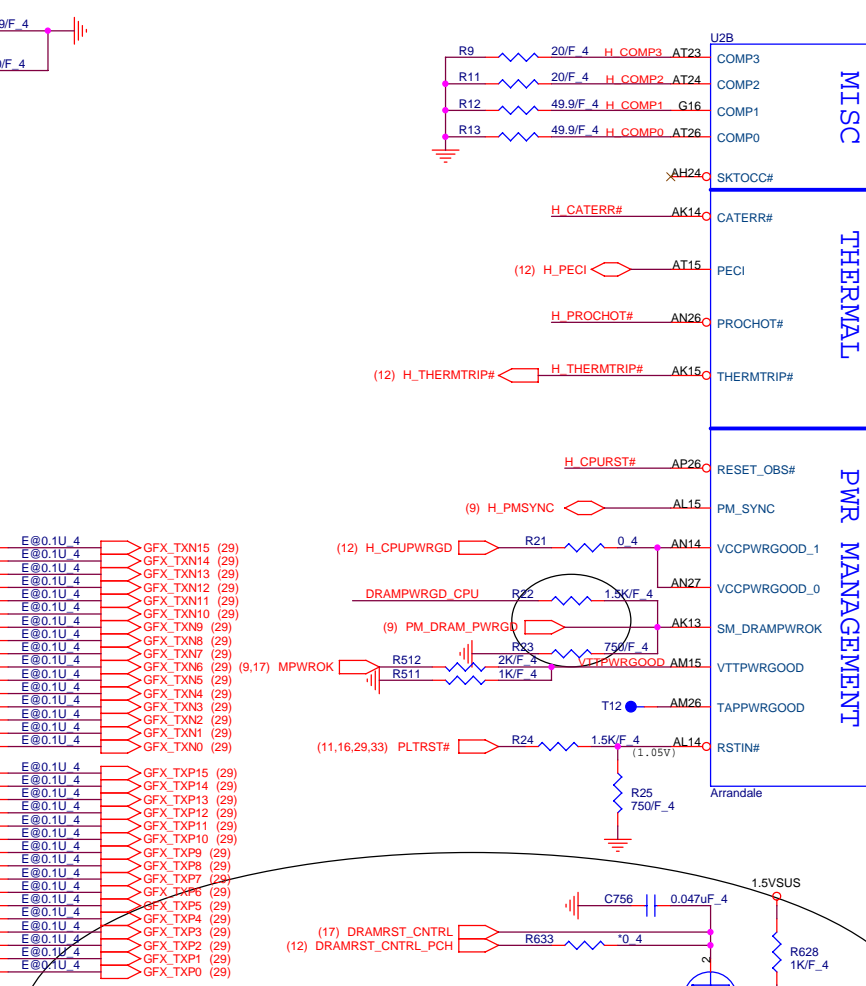 9/F_4
0/F_4
U2B
R9 20/F_4 H_COMP3 AT23 COMP3
R11 20/F_4 H_COMP2 AT24 COMP2
R12 49.9/F_4 H_COMP1 G16 COMP1
R13 49.9/F_4 H_COMP0 AT26 COMP0
AH24 SKTOCC#
MISC
H_CATERR# AK14 CATERR#
(12) H_PECI AT15 PECI
H_PROCHOT# AN26 PROCHOT#
(12) H_THERMTRIP# H_THERMTRIP# AK15 THERMTRIP#
THERMAL
H_CPURST# AP26 RESET_OBS#
(9) H_PMSYNC AL15 PM_SYNC
(12) H_CPUPWRGD R21 0_4 AN14 VCCPWRGOOD_1
AN27 VCCPWRGOOD_0
DRAMPWRGD_CPU R22 1.5K/F_4
(9) PM_DRAM_PWRGD AK13 SM_DRAMPWROK
R23 750/F_4
(9,17) MPWROK R512 2K/F_4 VTTPWRGOOD AM15 VTTPWRGOOD
R511 1K/F_4
T12 AM26 TAPPWRGOOD
(11,16,29,33) PLTRST# R24 1.5K/F_4 (1.05V) AL14 RSTIN#
PWR MANAGEMENT
R25
750/F_4
Arrandale
E@0.1U_4 GFX_TXN15 (29)
E@0.1U_4 GFX_TXN14 (29)
E@0.1U_4 GFX_TXN13 (29)
E@0.1U_4 GFX_TXN12 (29)
E@0.1U_4 GFX_TXN11 (29)
E@0.1U_4 GFX_TXN10 (29)
E@0.1U_4 GFX_TXN9 (29)
E@0.1U_4 GFX_TXN8 (29)
E@0.1U_4 GFX_TXN7 (29)
E@0.1U_4 GFX_TXN6 (29)
E@0.1U_4 GFX_TXN5 (29)
E@0.1U_4 GFX_TXN4 (29)
E@0.1U_4 GFX_TXN3 (29)
E@0.1U_4 GFX_TXN2 (29)
E@0.1U_4 GFX_TXN1 (29)
E@0.1U_4 GFX_TXN0 (29)
E@0.1U_4 GFX_TXP15 (29)
E@0.1U_4 GFX_TXP14 (29)
E@0.1U_4 GFX_TXP13 (29)
E@0.1U_4 GFX_TXP12 (29)
E@0.1U_4 GFX_TXP11 (29)
E@0.1U_4 GFX_TXP10 (29)
E@0.1U_4 GFX_TXP9 (29)
E@0.1U_4 GFX_TXP8 (29)
E@0.1U_4 GFX_TXP7 (29)
E@0.1U_4 GFX_TXP6 (29)
E@0.1U_4 GFX_TXP5 (29)
E@0.1U_4 GFX_TXP4 (29)
E@0.1U_4 GFX_TXP3 (29)
E@0.1U_4 GFX_TXP2 (29)
E@0.1U_4 GFX_TXP1 (29)
E@0.1U_4 GFX_TXP0 (29)
1.5VSUS
C756 0.047uF_4
(17) DRAMRST_CNTRL
(12) DRAMRST_CNTRL_PCH R633 *0_4
2
R628
1K/F_4